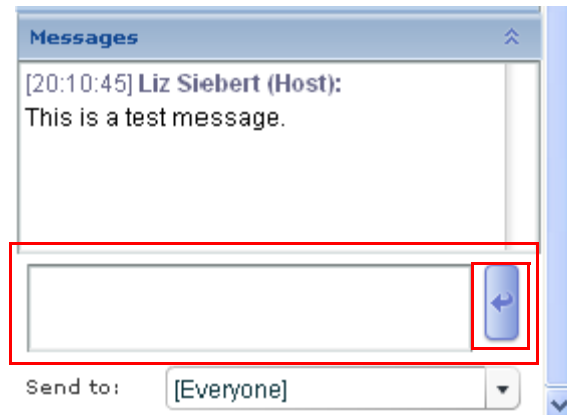 Messages
[20:10:45] Liz Siebert (Host):
This is a test message.
Send to: [Everyone]